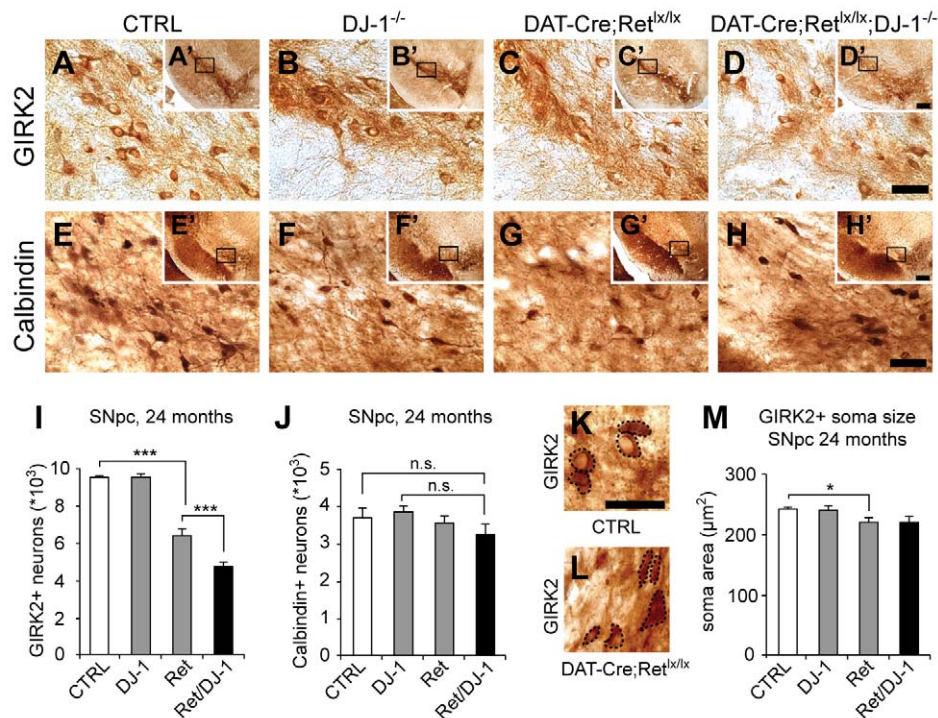 CTRL DJ-1-/- DAT-Cre;Retlx/lx DAT-Cre;Retlx/lx;DJ-1-/-
GIRK2
A A' B B' C C' D D'
Calbindin
E E' F F' G G' H H'
I
SNpc, 24 months
GIRK2+ neurons (*10³)
10
8
6
4
2
0
***
***
CTRL DJ-1 Ret Ret/DJ-1
J
SNpc, 24 months
Calbindin+ neurons (*10³)
5
4
3
2
1
0
n.s.
n.s.
CTRL DJ-1 Ret Ret/DJ-1
K
GIRK2
CTRL
L
GIRK2
DAT-Cre;Retlx/lx
M
GIRK2+ soma size
SNpc 24 months
soma area (µm²)
300
200
100
0
*
CTRL DJ-1 Ret Ret/DJ-1